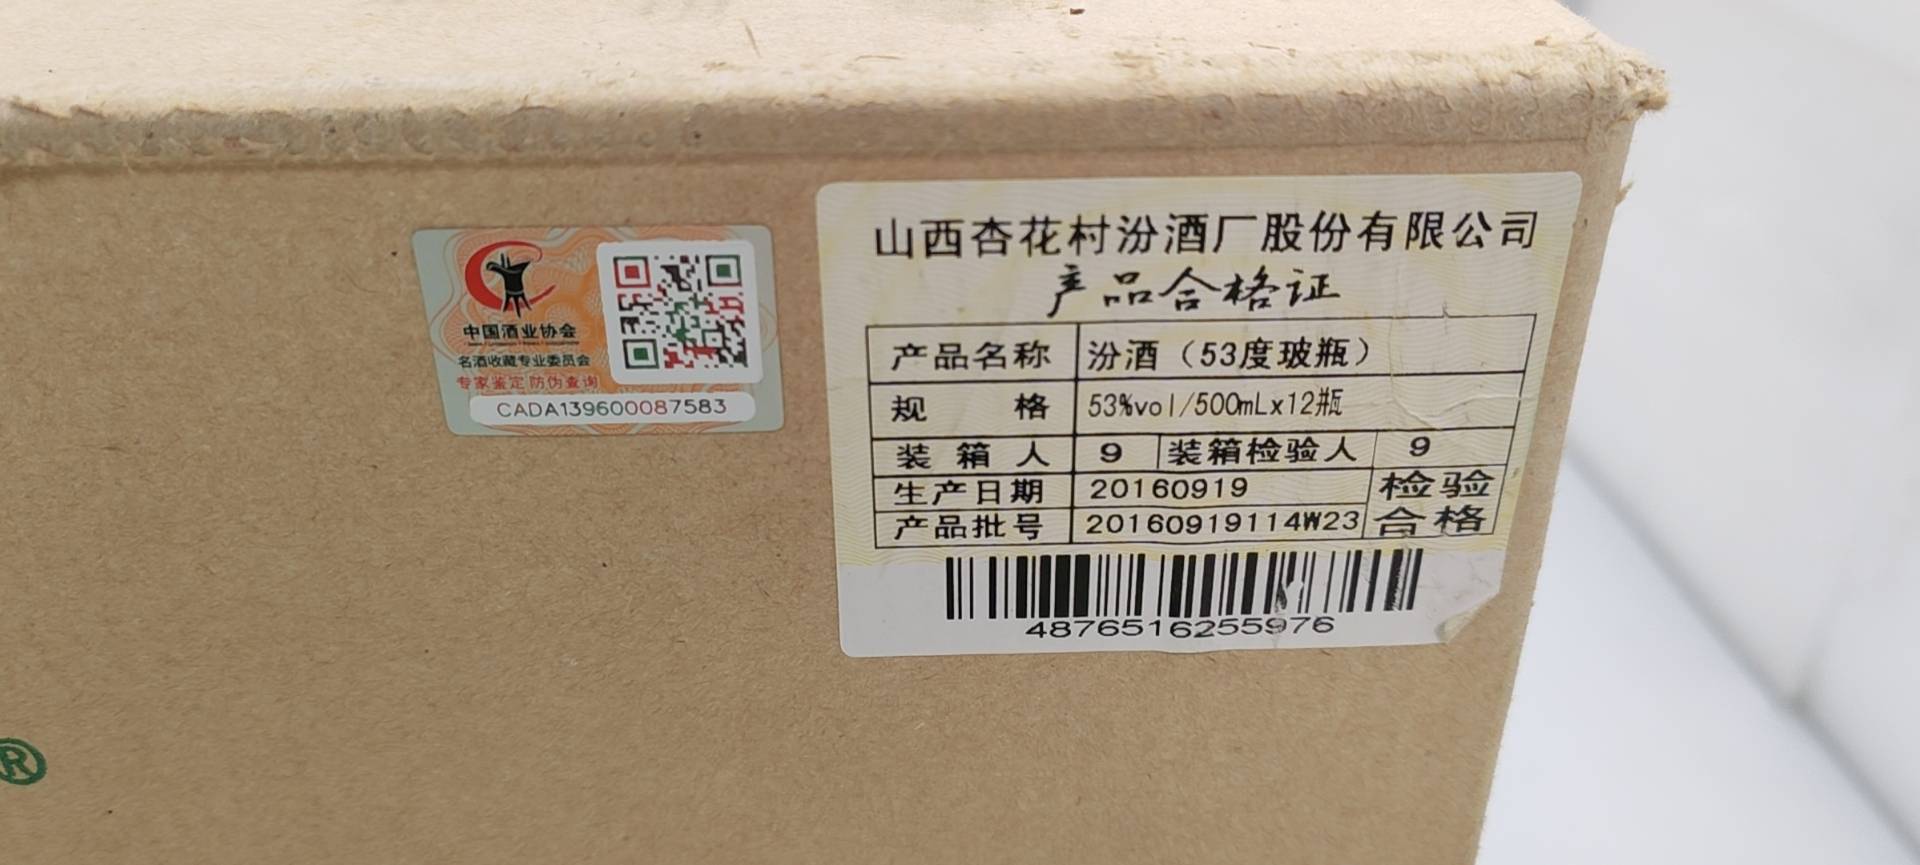 中国酒业协会
名酒收藏专业委员会
专家鉴定 防伪查询
CADA139600087583
山西杏花村汾酒厂股份有限公司
产品合格证
产品名称 汾酒（53度玻瓶）
规 格 53%vol/500mLx12瓶
装箱人 9 装箱检验人 9
生产日期 20160919 检验
产品批号 20160919114W23 合格
4876516255976
®